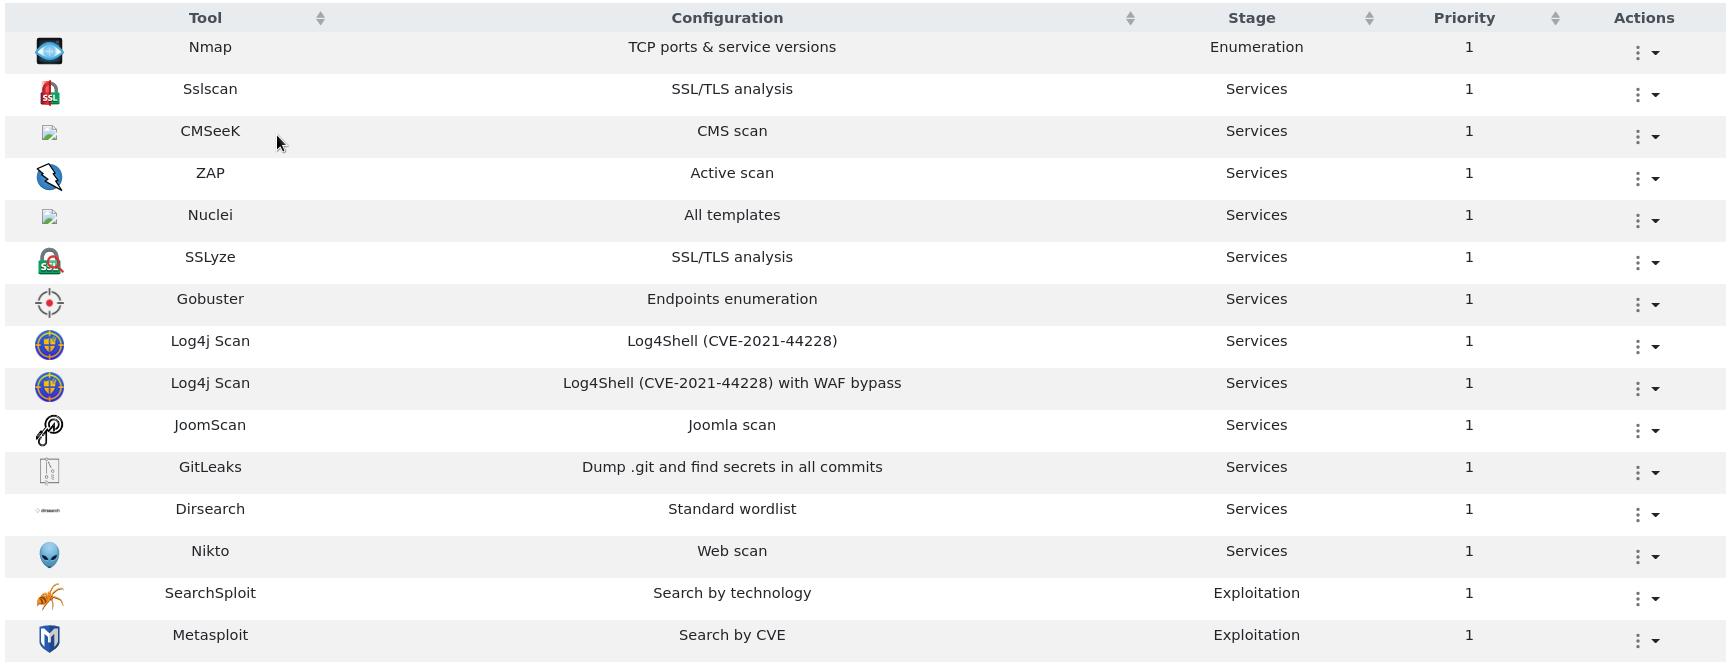 Tool Configuration Stage Priority Actions
Nmap TCP ports & service versions Enumeration 1
SSL Sslscan SSL/TLS analysis Services 1
CMSeeK CMS scan Services 1
ZAP Active scan Services 1
Nuclei All templates Services 1
SSL SSLyze SSL/TLS analysis Services 1
Gobuster Endpoints enumeration Services 1
Log4j Scan Log4Shell (CVE-2021-44228) Services 1
Log4j Scan Log4Shell (CVE-2021-44228) with WAF bypass Services 1
JoomScan Joomla scan Services 1
GitLeaks Dump .git and find secrets in all commits Services 1
dirsearch Dirsearch Standard wordlist Services 1
Nikto Web scan Services 1
SearchSploit Search by technology Exploitation 1
M Metasploit Search by CVE Exploitation 1